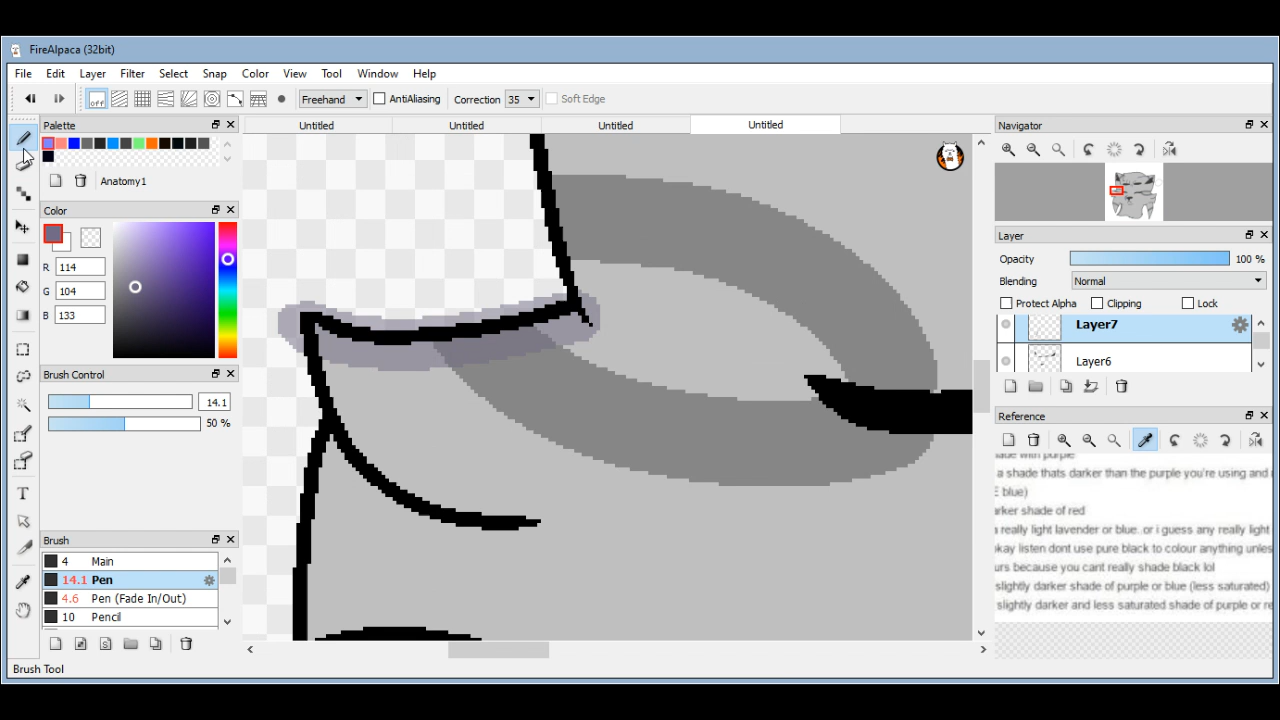 FireAlpaca (32bit)
File Edit Layer Filter Select Snap Color View Tool Window Help
off Freehand AntiAliasing Correction 35 Soft Edge
Palette
Anatomy1
Color
R 114
G 104
B 133
Brush Control
14.1
50 %
Brush
4 Main
14.1 Pen
4.6 Pen (Fade In/Out)
10 Pencil
Brush Tool
Untitled Untitled Untitled Untitled
Navigator
Layer
Opacity 100 %
Blending Normal
Protect Alpha Clipping Lock
Layer7
Layer6
Reference
with purple
a shade thats darker than the purple you're using and
blue)
rker shade of red
really light lavender or blue..or i guess any really light
kay listen dont use pure black to colour anything unles
urs because you cant really shade black lol
slightly darker shade of purple or blue (less saturated)
slightly darker and less saturated shade of purple or re